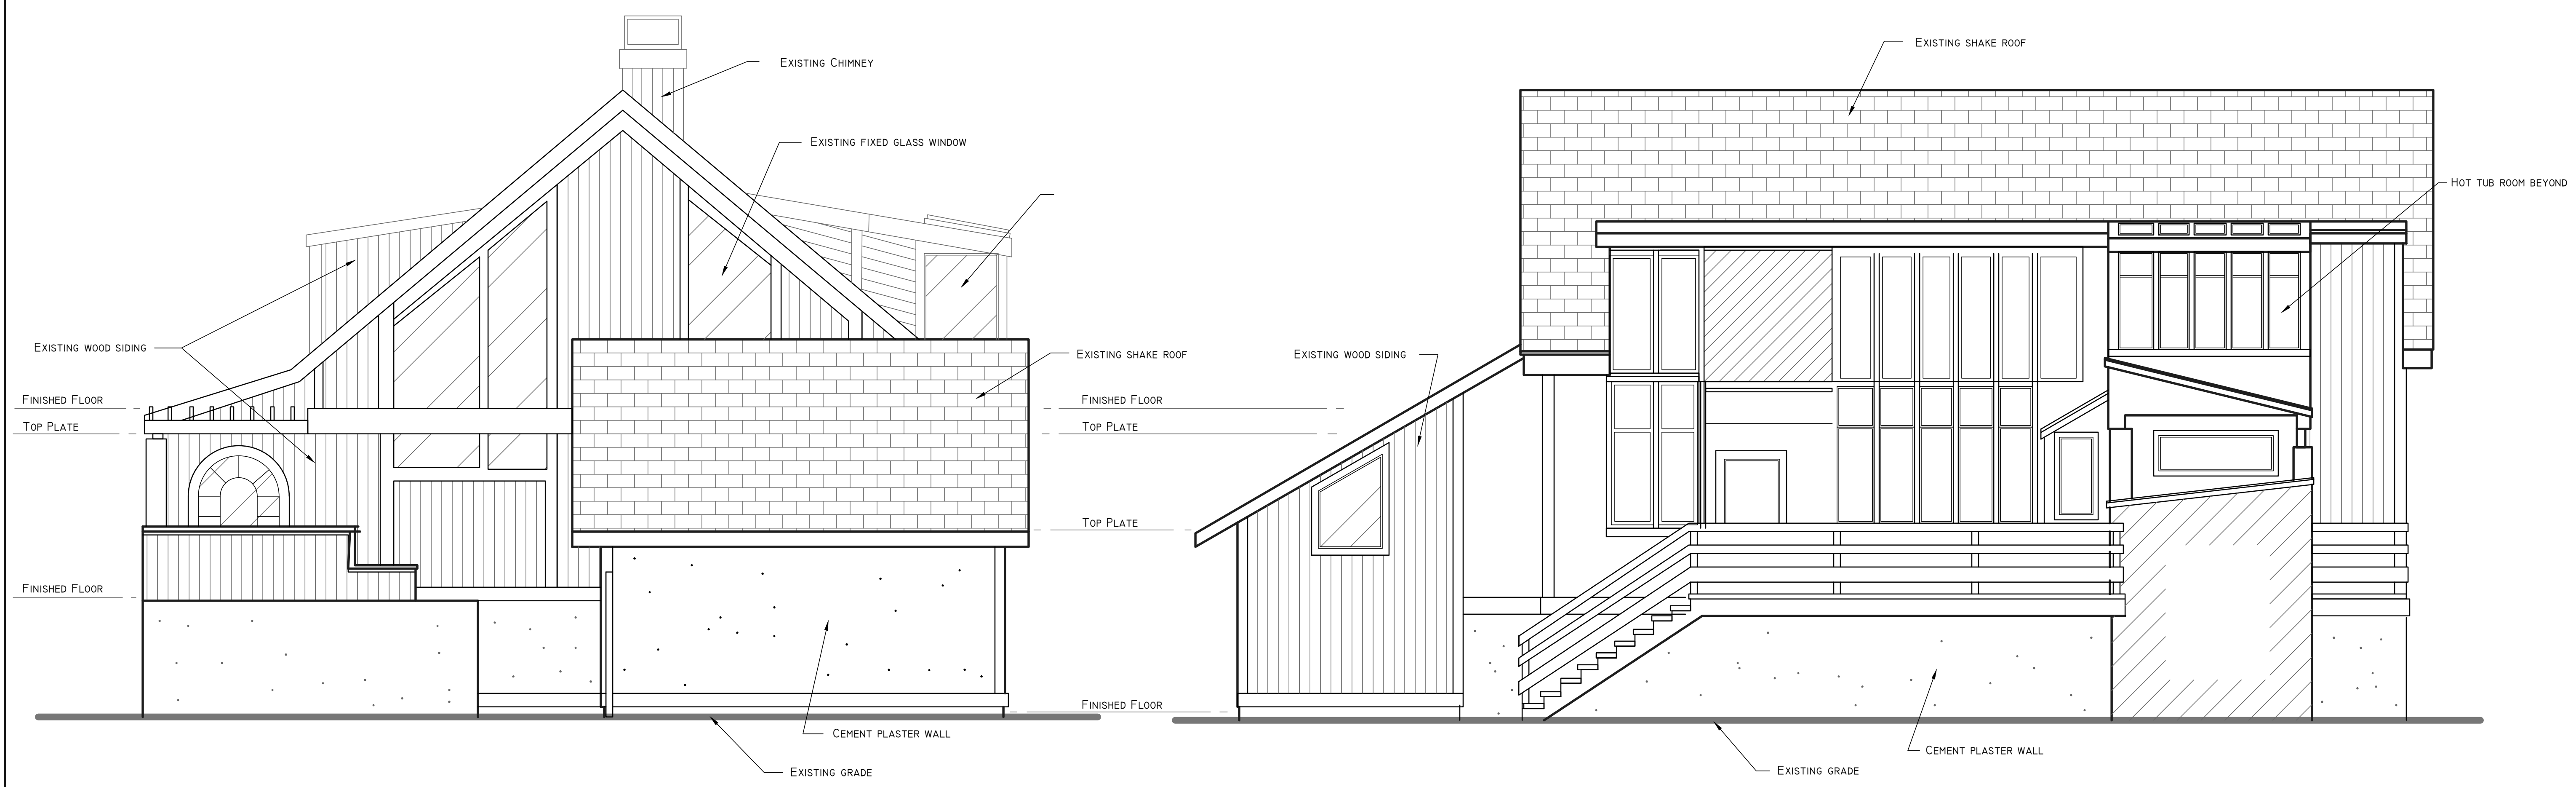 Existing Chimney
Existing fixed glass window
Existing wood siding
Existing shake roof
Finished Floor
Top Plate
Finished Floor
Finished Floor
Top Plate
Top Plate
Finished Floor
Cement plaster wall
Existing grade
Existing shake roof
Hot tub room beyond
Existing wood siding
Cement plaster wall
Existing grade